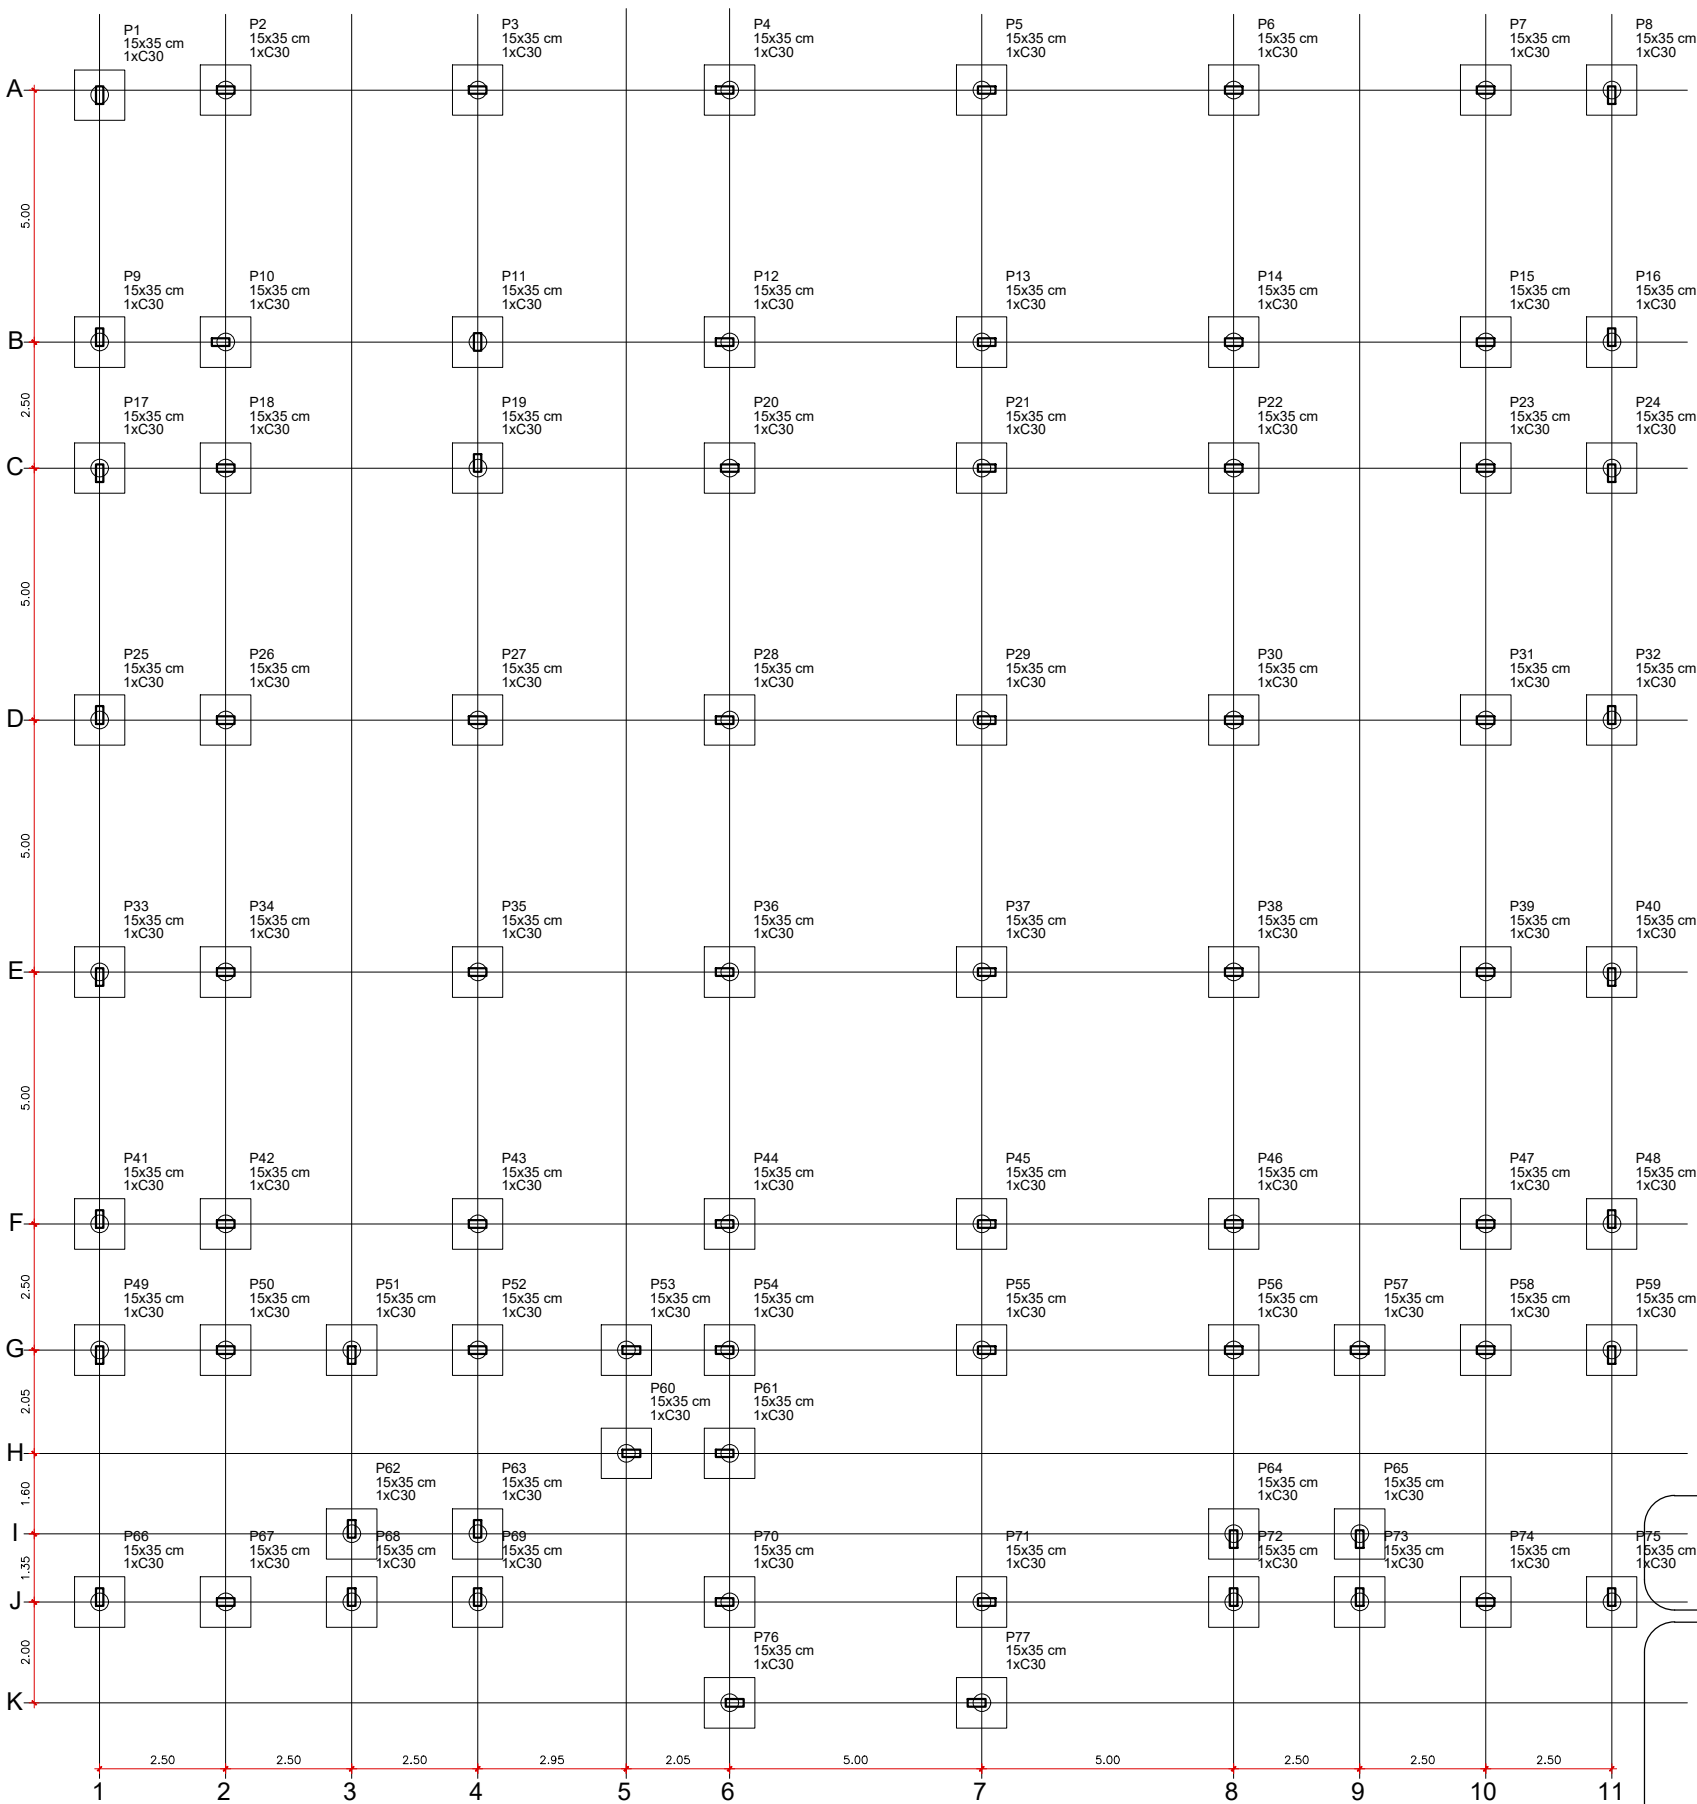 P1
15x35 cm
1xC30
P2
15x35 cm
1xC30
P3
15x35 cm
1xC30
P4
15x35 cm
1xC30
P5
15x35 cm
1xC30
P6
15x35 cm
1xC30
P7
15x35 cm
1xC30
P8
15x35 cm
1xC30
A
5.00
P9
15x35 cm
1xC30
P10
15x35 cm
1xC30
P11
15x35 cm
1xC30
P12
15x35 cm
1xC30
P13
15x35 cm
1xC30
P14
15x35 cm
1xC30
P15
15x35 cm
1xC30
P16
15x35 cm
1xC30
B
2.50
P17
15x35 cm
1xC30
P18
15x35 cm
1xC30
P19
15x35 cm
1xC30
P20
15x35 cm
1xC30
P21
15x35 cm
1xC30
P22
15x35 cm
1xC30
P23
15x35 cm
1xC30
P24
15x35 cm
1xC30
C
5.00
P25
15x35 cm
1xC30
P26
15x35 cm
1xC30
P27
15x35 cm
1xC30
P28
15x35 cm
1xC30
P29
15x35 cm
1xC30
P30
15x35 cm
1xC30
P31
15x35 cm
1xC30
P32
15x35 cm
1xC30
D
5.00
P33
15x35 cm
1xC30
P34
15x35 cm
1xC30
P35
15x35 cm
1xC30
P36
15x35 cm
1xC30
P37
15x35 cm
1xC30
P38
15x35 cm
1xC30
P39
15x35 cm
1xC30
P40
15x35 cm
1xC30
E
5.00
P41
15x35 cm
1xC30
P42
15x35 cm
1xC30
P43
15x35 cm
1xC30
P44
15x35 cm
1xC30
P45
15x35 cm
1xC30
P46
15x35 cm
1xC30
P47
15x35 cm
1xC30
P48
15x35 cm
1xC30
F
2.50
P49
15x35 cm
1xC30
P50
15x35 cm
1xC30
P51
15x35 cm
1xC30
P52
15x35 cm
1xC30
P53
15x35 cm
1xC30
P54
15x35 cm
1xC30
P55
15x35 cm
1xC30
P56
15x35 cm
1xC30
P57
15x35 cm
1xC30
P58
15x35 cm
1xC30
P59
15x35 cm
1xC30
G
2.05
P60
15x35 cm
1xC30
P61
15x35 cm
1xC30
H
1.60
P62
15x35 cm
1xC30
P63
15x35 cm
1xC30
P64
15x35 cm
1xC30
P65
15x35 cm
1xC30
I
1.35
P66
15x35 cm
1xC30
P67
15x35 cm
1xC30
P68
15x35 cm
1xC30
P69
15x35 cm
1xC30
P70
15x35 cm
1xC30
P71
15x35 cm
1xC30
P72
15x35 cm
1xC30
P73
15x35 cm
1xC30
P74
15x35 cm
1xC30
P75
15x35 cm
1xC30
J
2.00
P76
15x35 cm
1xC30
P77
15x35 cm
1xC30
K
2.50 2.50 2.50 2.95 2.05 5.00 5.00 2.50 2.50 2.50
1 2 3 4 5 6 7 8 9 10 11